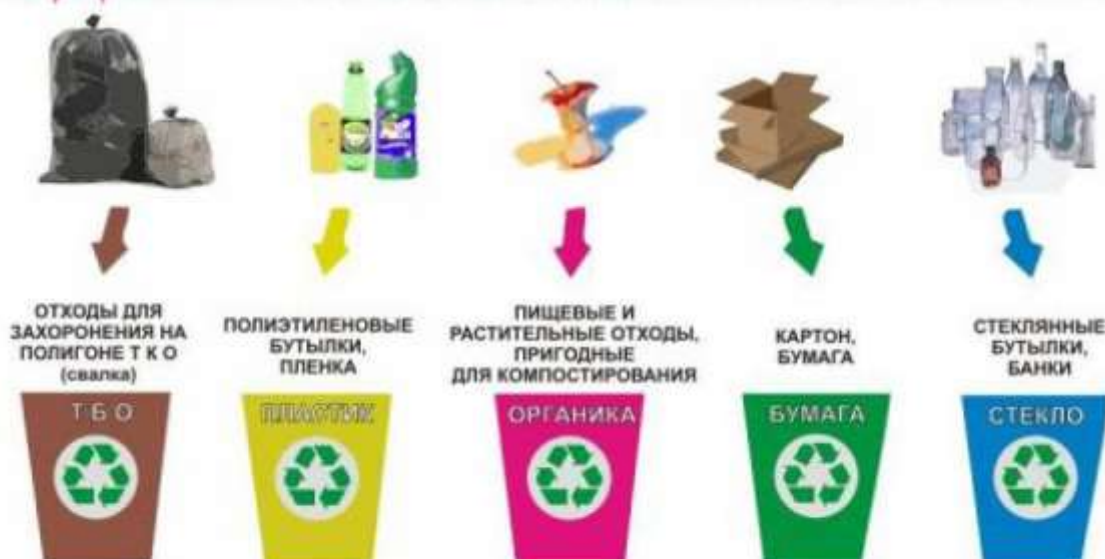 ОТХОДЫ ДЛЯ
ЗАХОРОНЕНИЯ НА
ПОЛИГОНЕ Т К О
(свалка)
ПОЛИЭТИЛЕНОВЫЕ
БУТЫЛКИ,
ПЛЕНКА
ПИЩЕВЫЕ И
РАСТИТЕЛЬНЫЕ ОТХОДЫ,
ПРИГОДНЫЕ
ДЛЯ КОМПОСТИРОВАНИЯ
КАРТОН,
БУМАГА
СТЕКЛЯННЫЕ
БУТЫЛКИ,
БАНКИ
Т Б О
ПЛАСТИК
ОРГАНИКА
БУМАГА
СТЕКЛО